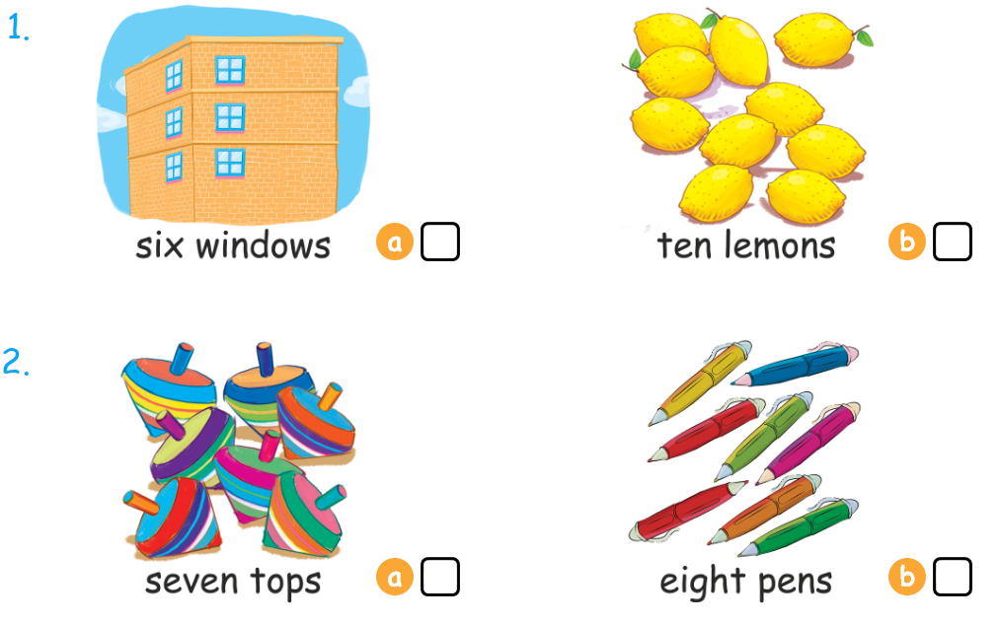 1.
six windows a
ten lemons b
2.
seven tops a
eight pens b